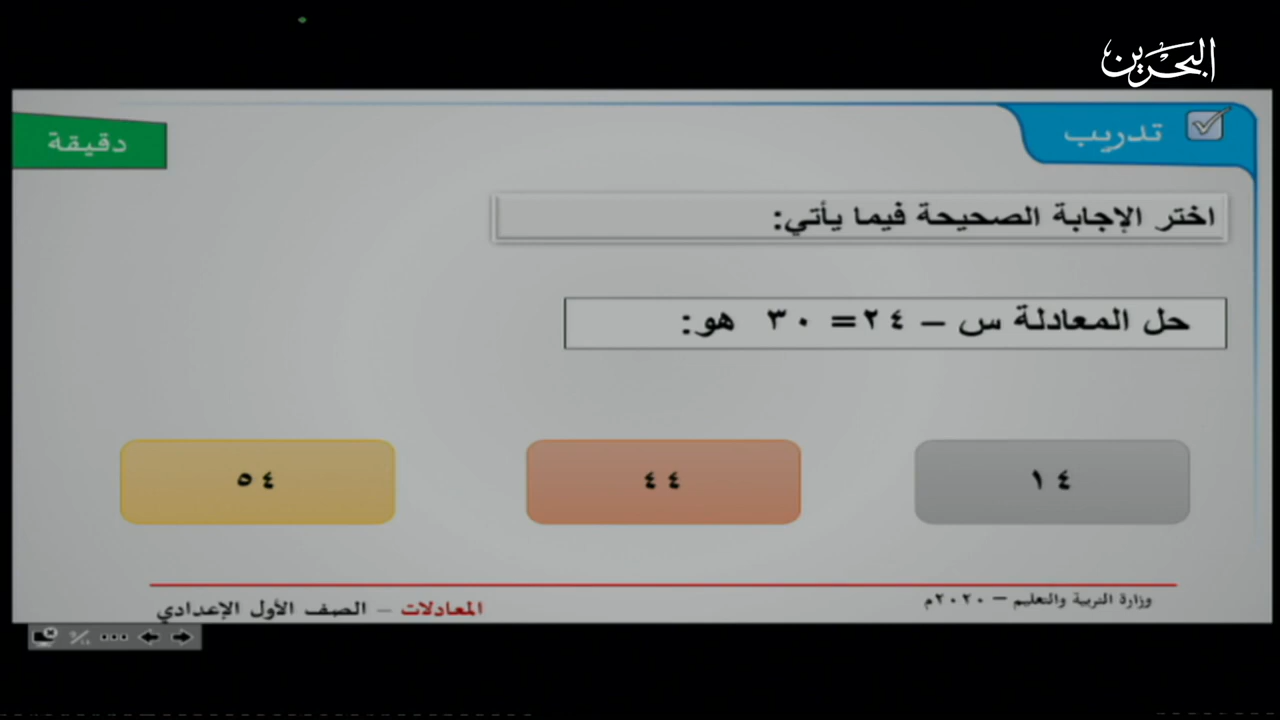 البحرين
تدريب
دقيقة
اختر الإجابة الصحيحة فيما يأتي:
حل المعادلة س – ٢٤ = ٣٠ هو:
١٤
٤٤
٥٤
وزارة التربية والتعليم – ٢٠٢٠م
المعادلات – الصف الأول الإعدادي